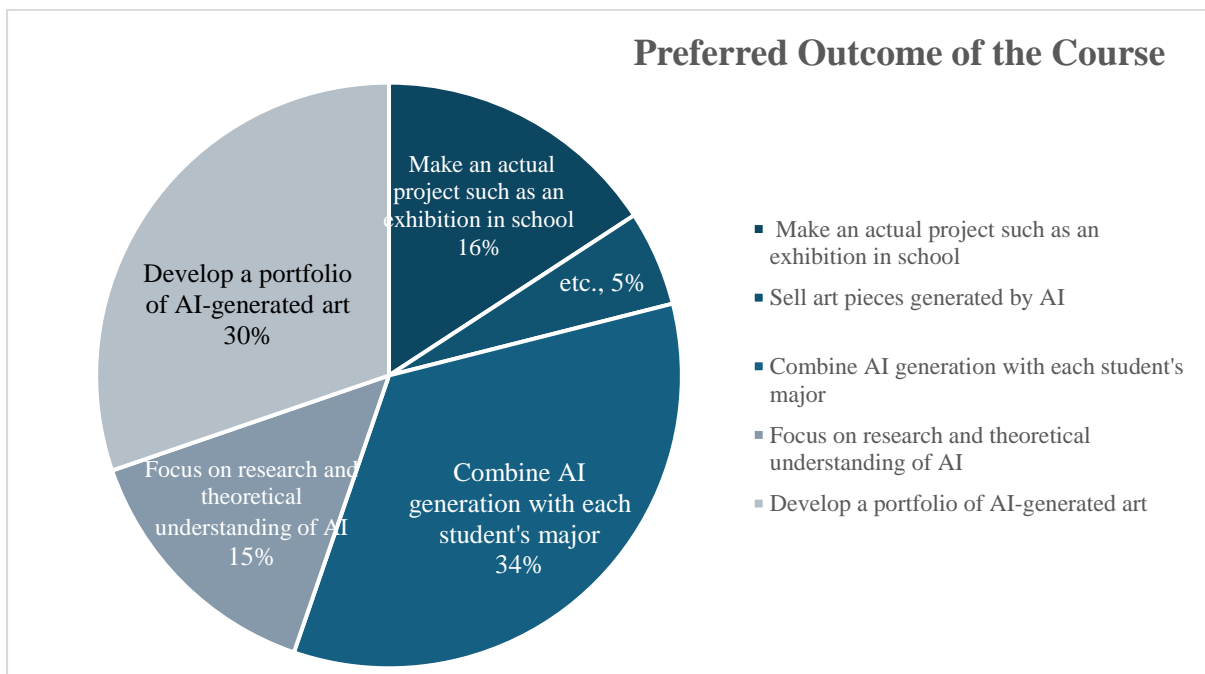 Preferred Outcome of the Course
Make an actual
project such as an
exhibition in school
16%
etc., 5%
Combine AI
generation with each
student's major
34%
Focus on research and
theoretical
understanding of AI
15%
Develop a portfolio
of AI-generated art
30%
Make an actual project such as an
exhibition in school
Sell art pieces generated by AI
Combine AI generation with each student's
major
Focus on research and theoretical
understanding of AI
Develop a portfolio of AI-generated art